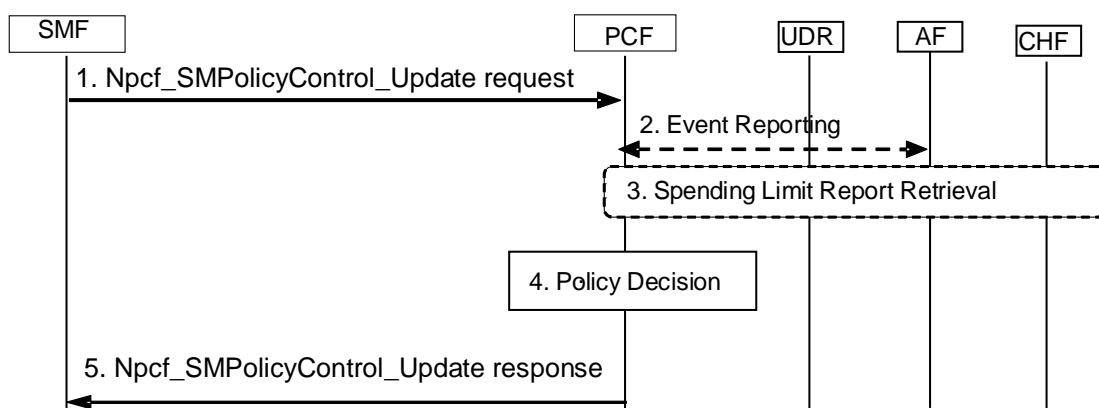 SMF
PCF
UDR
AF
CHF
1. Npcf_SMPolicyControl_Update request
2. Event Reporting
3. Spending Limit Report Retrieval
4. Policy Decision
5. Npcf_SMPolicyControl_Update response